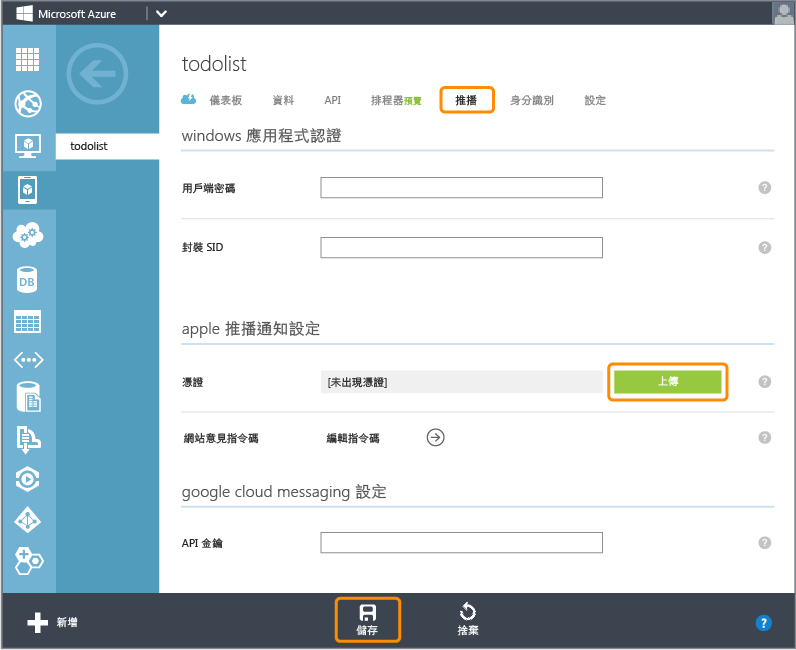 Microsoft Azure
todolist
todolist
儀表板 資料 API 排程器預覽 推播 身分識別 設定
windows 應用程式認證
用戶端密碼 ?
封裝 SID ?
apple 推播通知設定
憑證 [未出現憑證] 上傳 ?
網站意見指令碼 編輯指令碼 ?
google cloud messaging 設定
API 金鑰 ?
DB
新增 儲存 捨棄 ?